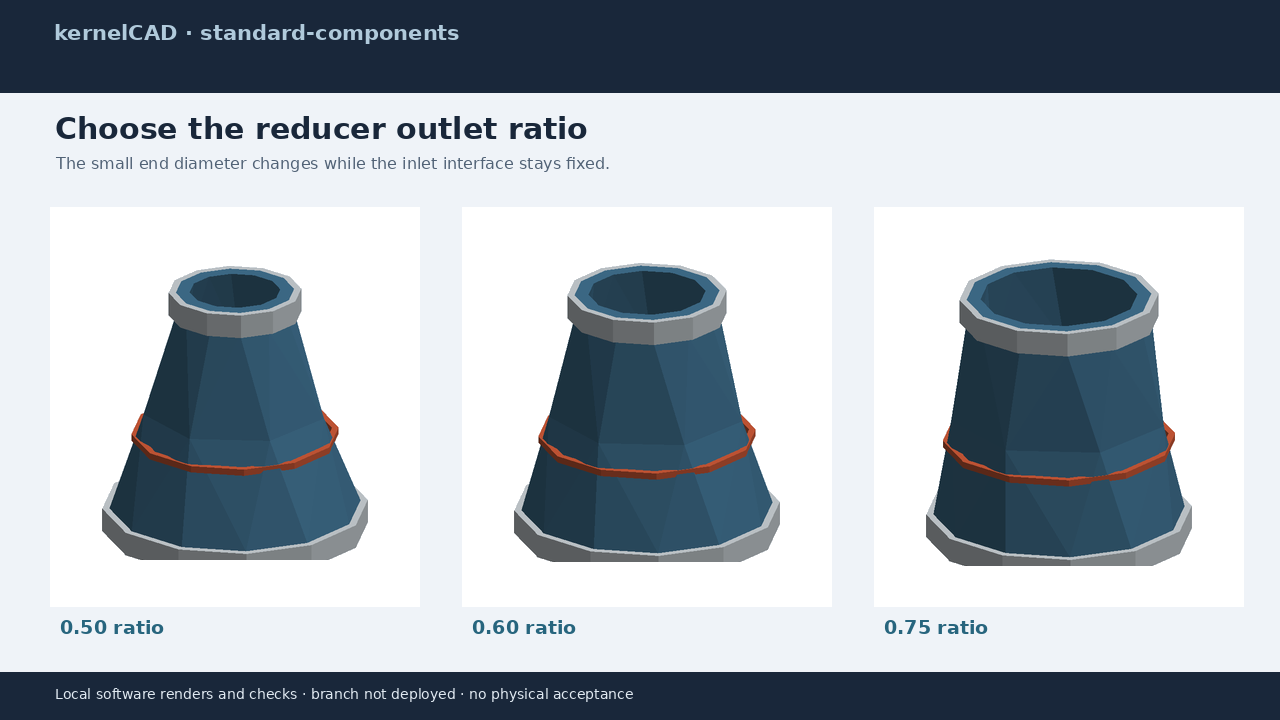 kernelCAD · standard-components
Choose the reducer outlet ratio
The small end diameter changes while the inlet interface stays fixed.
0.50 ratio
0.60 ratio
0.75 ratio
Local software renders and checks · branch not deployed · no physical acceptance